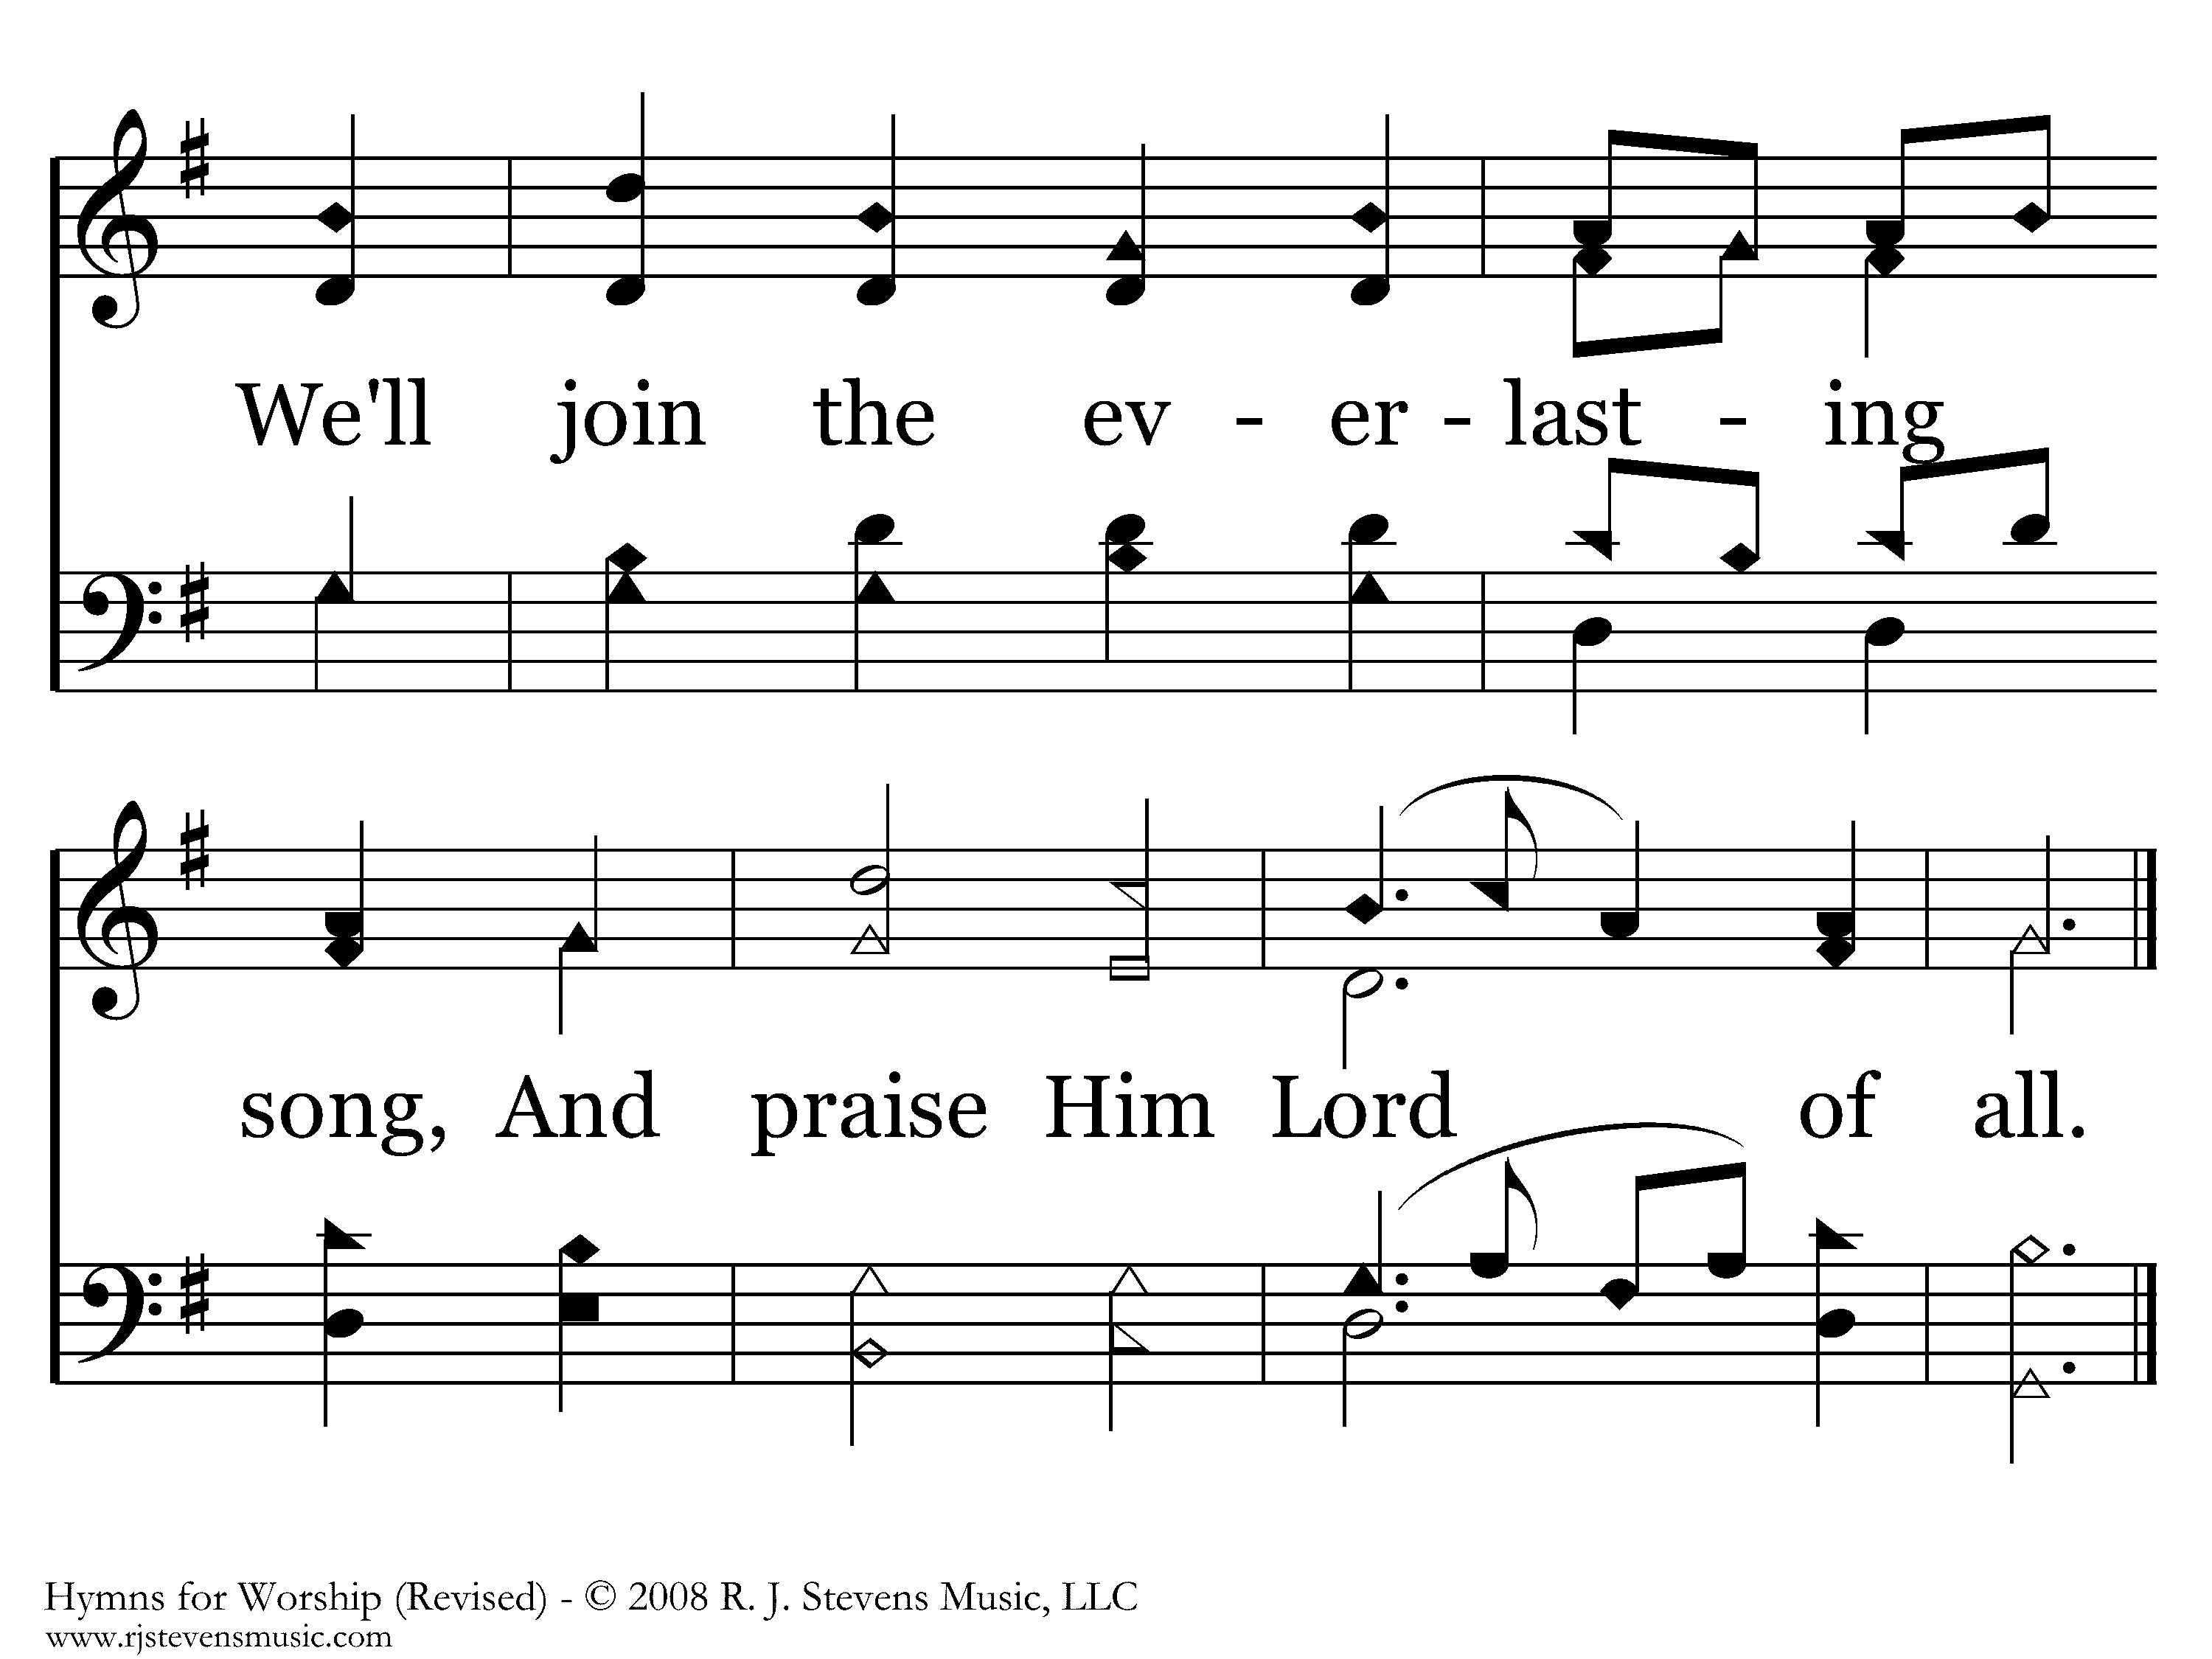 We'll join the ev - er - last - ing
song, And praise Him Lord of all.
Hymns for Worship (Revised) - © 2008 R. J. Stevens Music, LLC
www.rjstevensmusic.com